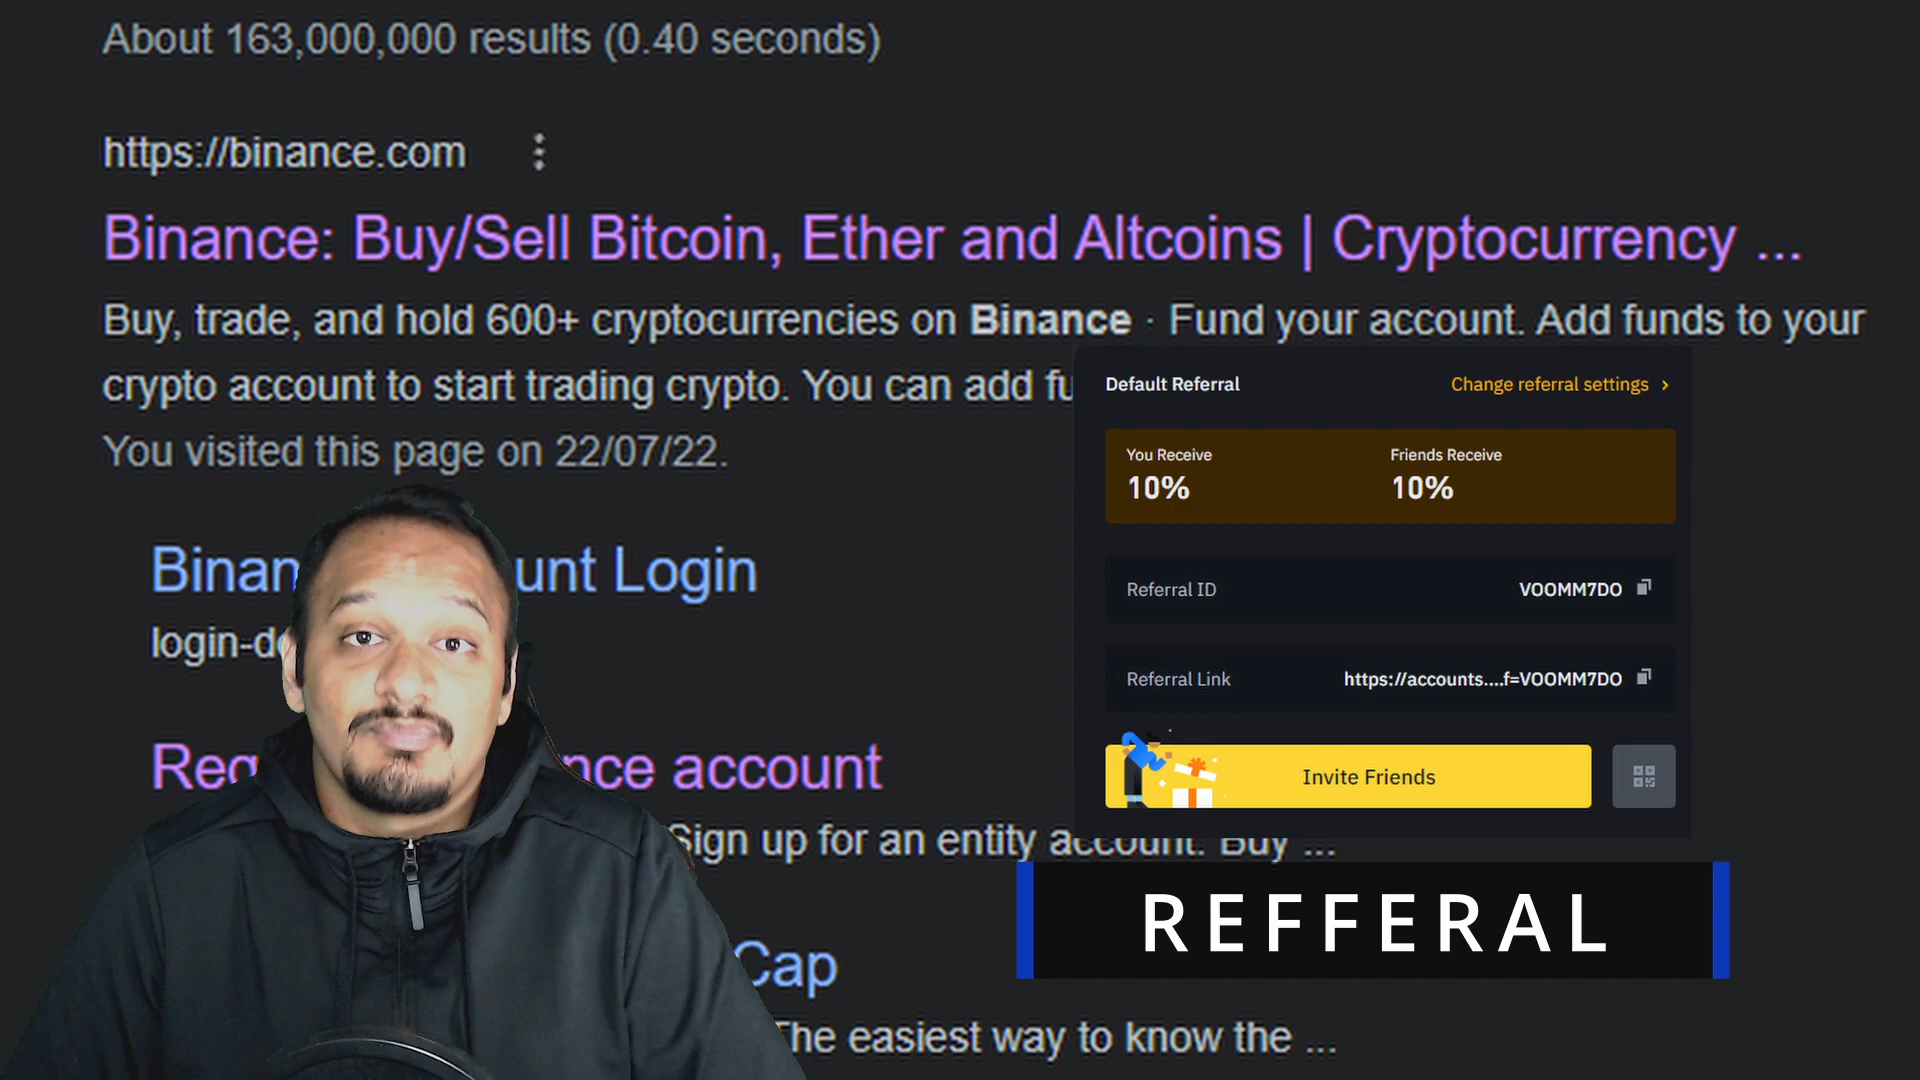 About 163,000,000 results (0.40 seconds)
https://binance.com
Binance: Buy/Sell Bitcoin, Ether and Altcoins | Cryptocurrency ...
Buy, trade, and hold 600+ cryptocurrencies on Binance · Fund your account. Add funds to your
crypto account to start trading crypto. You can add fu
You visited this page on 22/07/22.
Binan unt Login
login-de
Reg nce account
Sign up for an entity account. Buy ...
Cap
The easiest way to know the ...
Default Referral
Change referral settings >
You Receive
Friends Receive
10%
10%
Referral ID
VOOMM7DO
Referral Link
https://accounts....f=VOOMM7DO
Invite Friends
REFFERAL